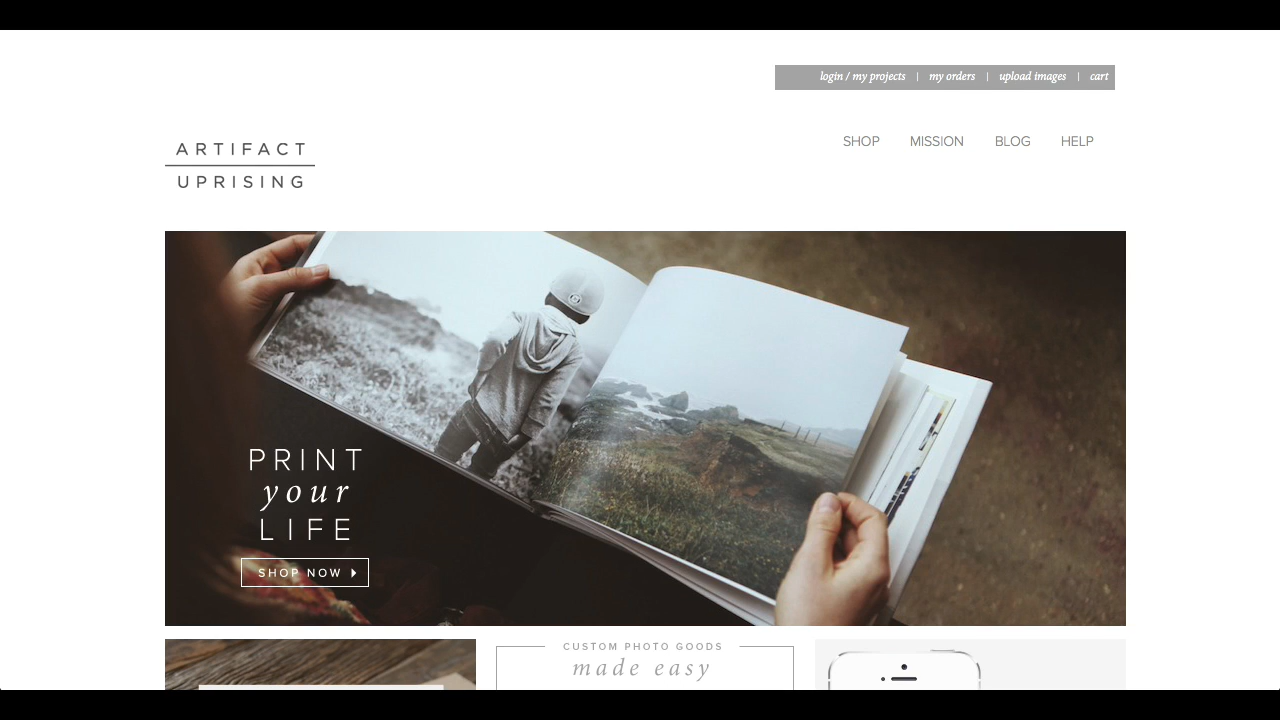 login / my projects | my orders | upload images | cart
SHOP MISSION BLOG HELP
ARTIFACT
UPRISING
PRINT
your
LIFE
SHOP NOW
CUSTOM PHOTO GOODS
made easy